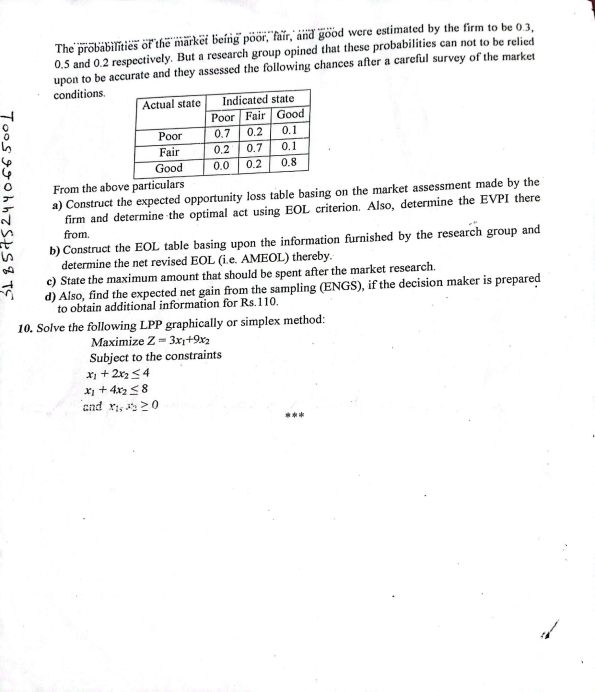 The probabilities of the market being poor, fair, and good were estimated by the firm to be 0.3,
0.5 and 0.2 respectively. But a research group opined that these probabilities can not to be relied
upon to be accurate and they assessed the following chances after a careful survey of the market
conditions.
Actual state Indicated state
Poor Fair Good
Poor 0.7 0.2 0.1
Fair 0.2 0.7 0.1
Good 0.0 0.2 0.8
From the above particulars
a) Construct the expected opportunity loss table basing on the market assessment made by the
firm and determine the optimal act using EOL criterion. Also, determine the EVPI there
from.
b) Construct the EOL table basing upon the information furnished by the research group and
determine the net revised EOL (i.e. AMEOL) thereby.
c) State the maximum amount that should be spent after the market research.
d) Also, find the expected net gain from the sampling (ENGS), if the decision maker is prepared
to obtain additional information for Rs.110.
10. Solve the following LPP graphically or simplex method:
Maximize Z = 3x₁+9x₂
Subject to the constraints
x₁ + 2x₂ ≤ 4
x₁ + 4x₂ ≤ 8
and x₁, x₂ ≥ 0
***